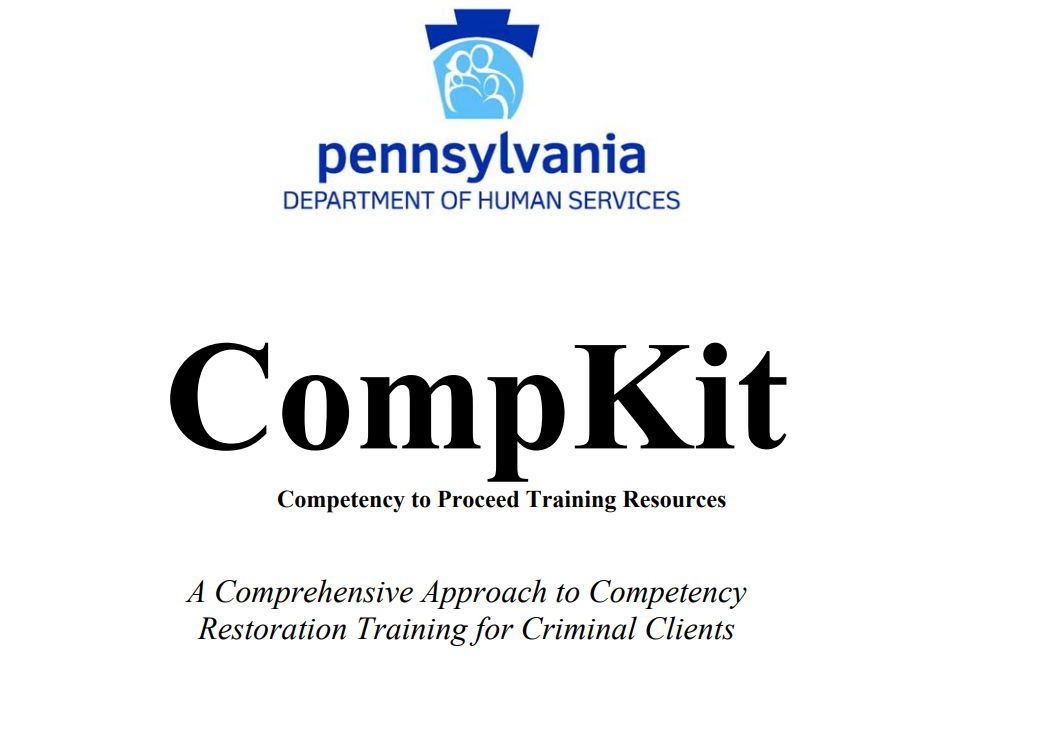 pennsylvania
DEPARTMENT OF HUMAN SERVICES
CompKit
Competency to Proceed Training Resources
A Comprehensive Approach to Competency
Restoration Training for Criminal Clients